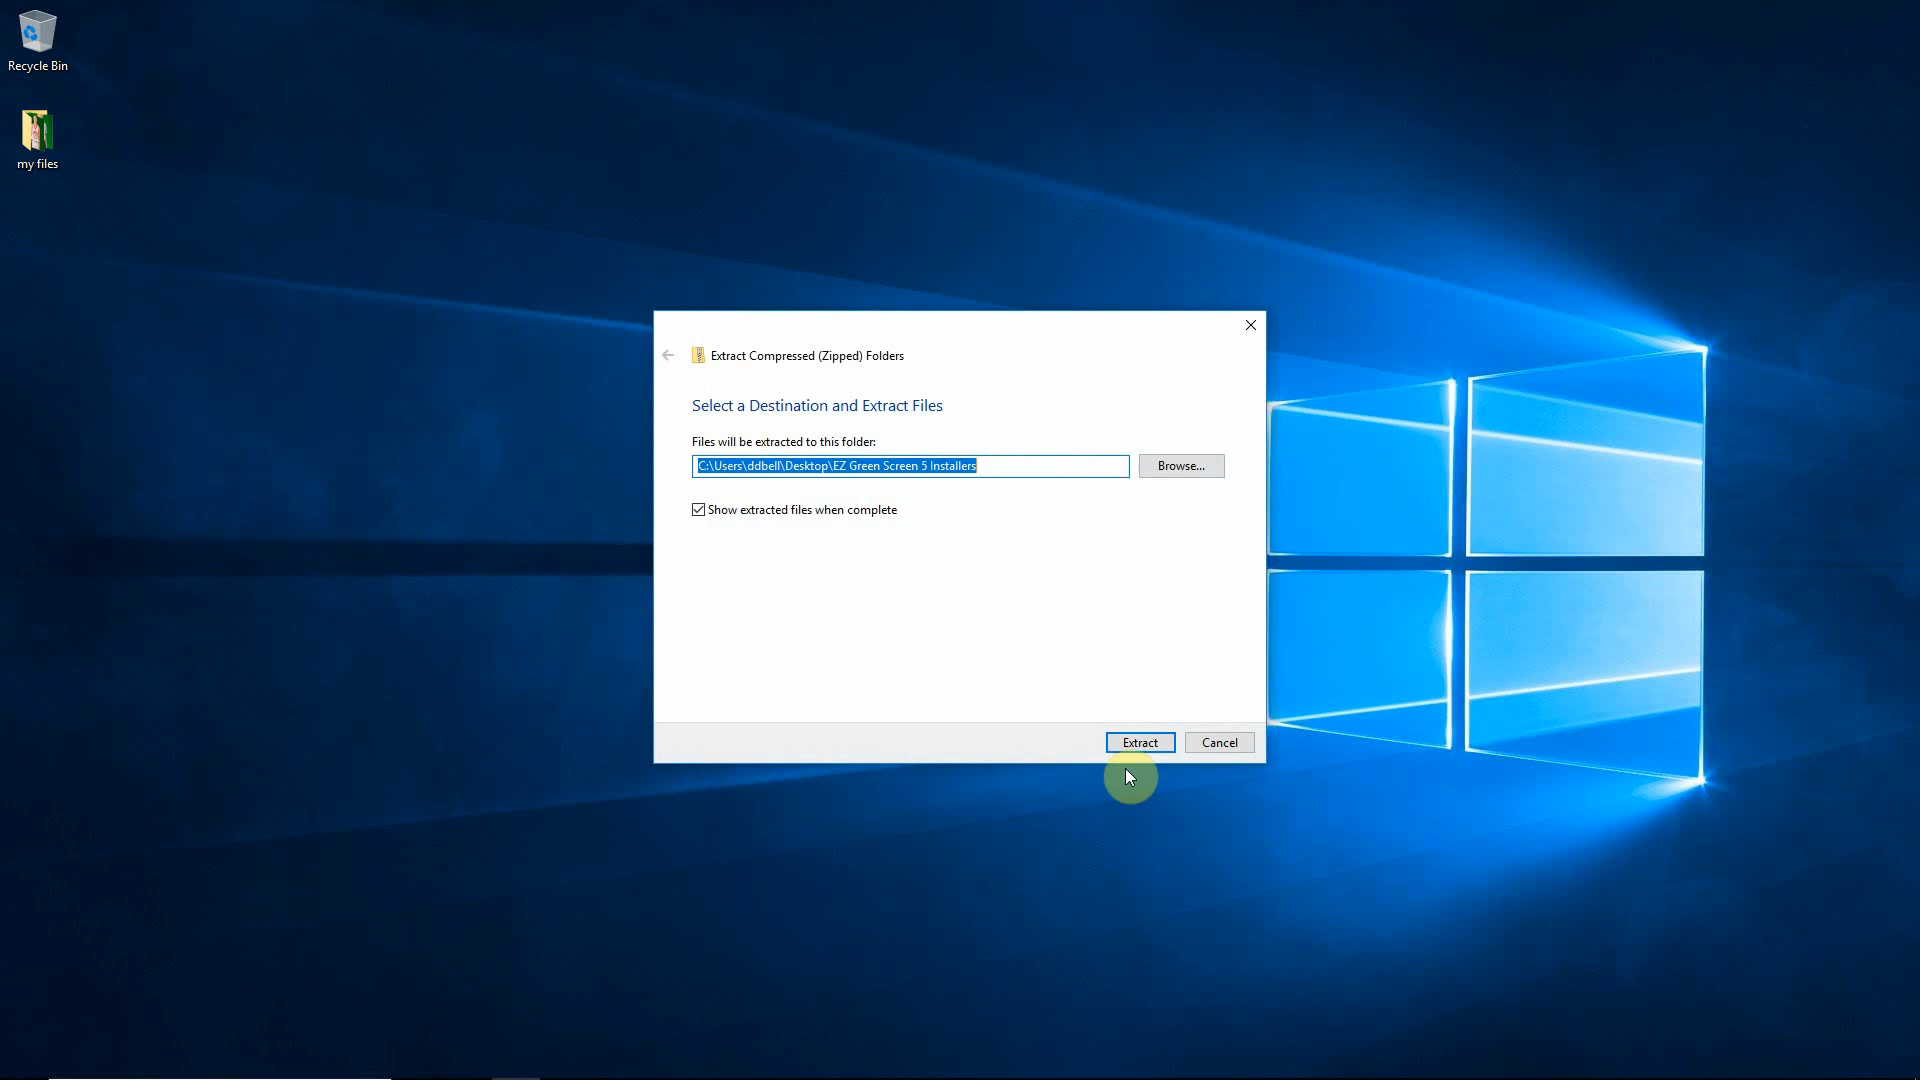 Recycle Bin
my files
Extract Compressed (Zipped) Folders
Select a Destination and Extract Files
Files will be extracted to this folder:
C:\Users\ddbell\Desktop\EZ Green Screen 5 Installers
Browse...
Show extracted files when complete
Extract
Cancel